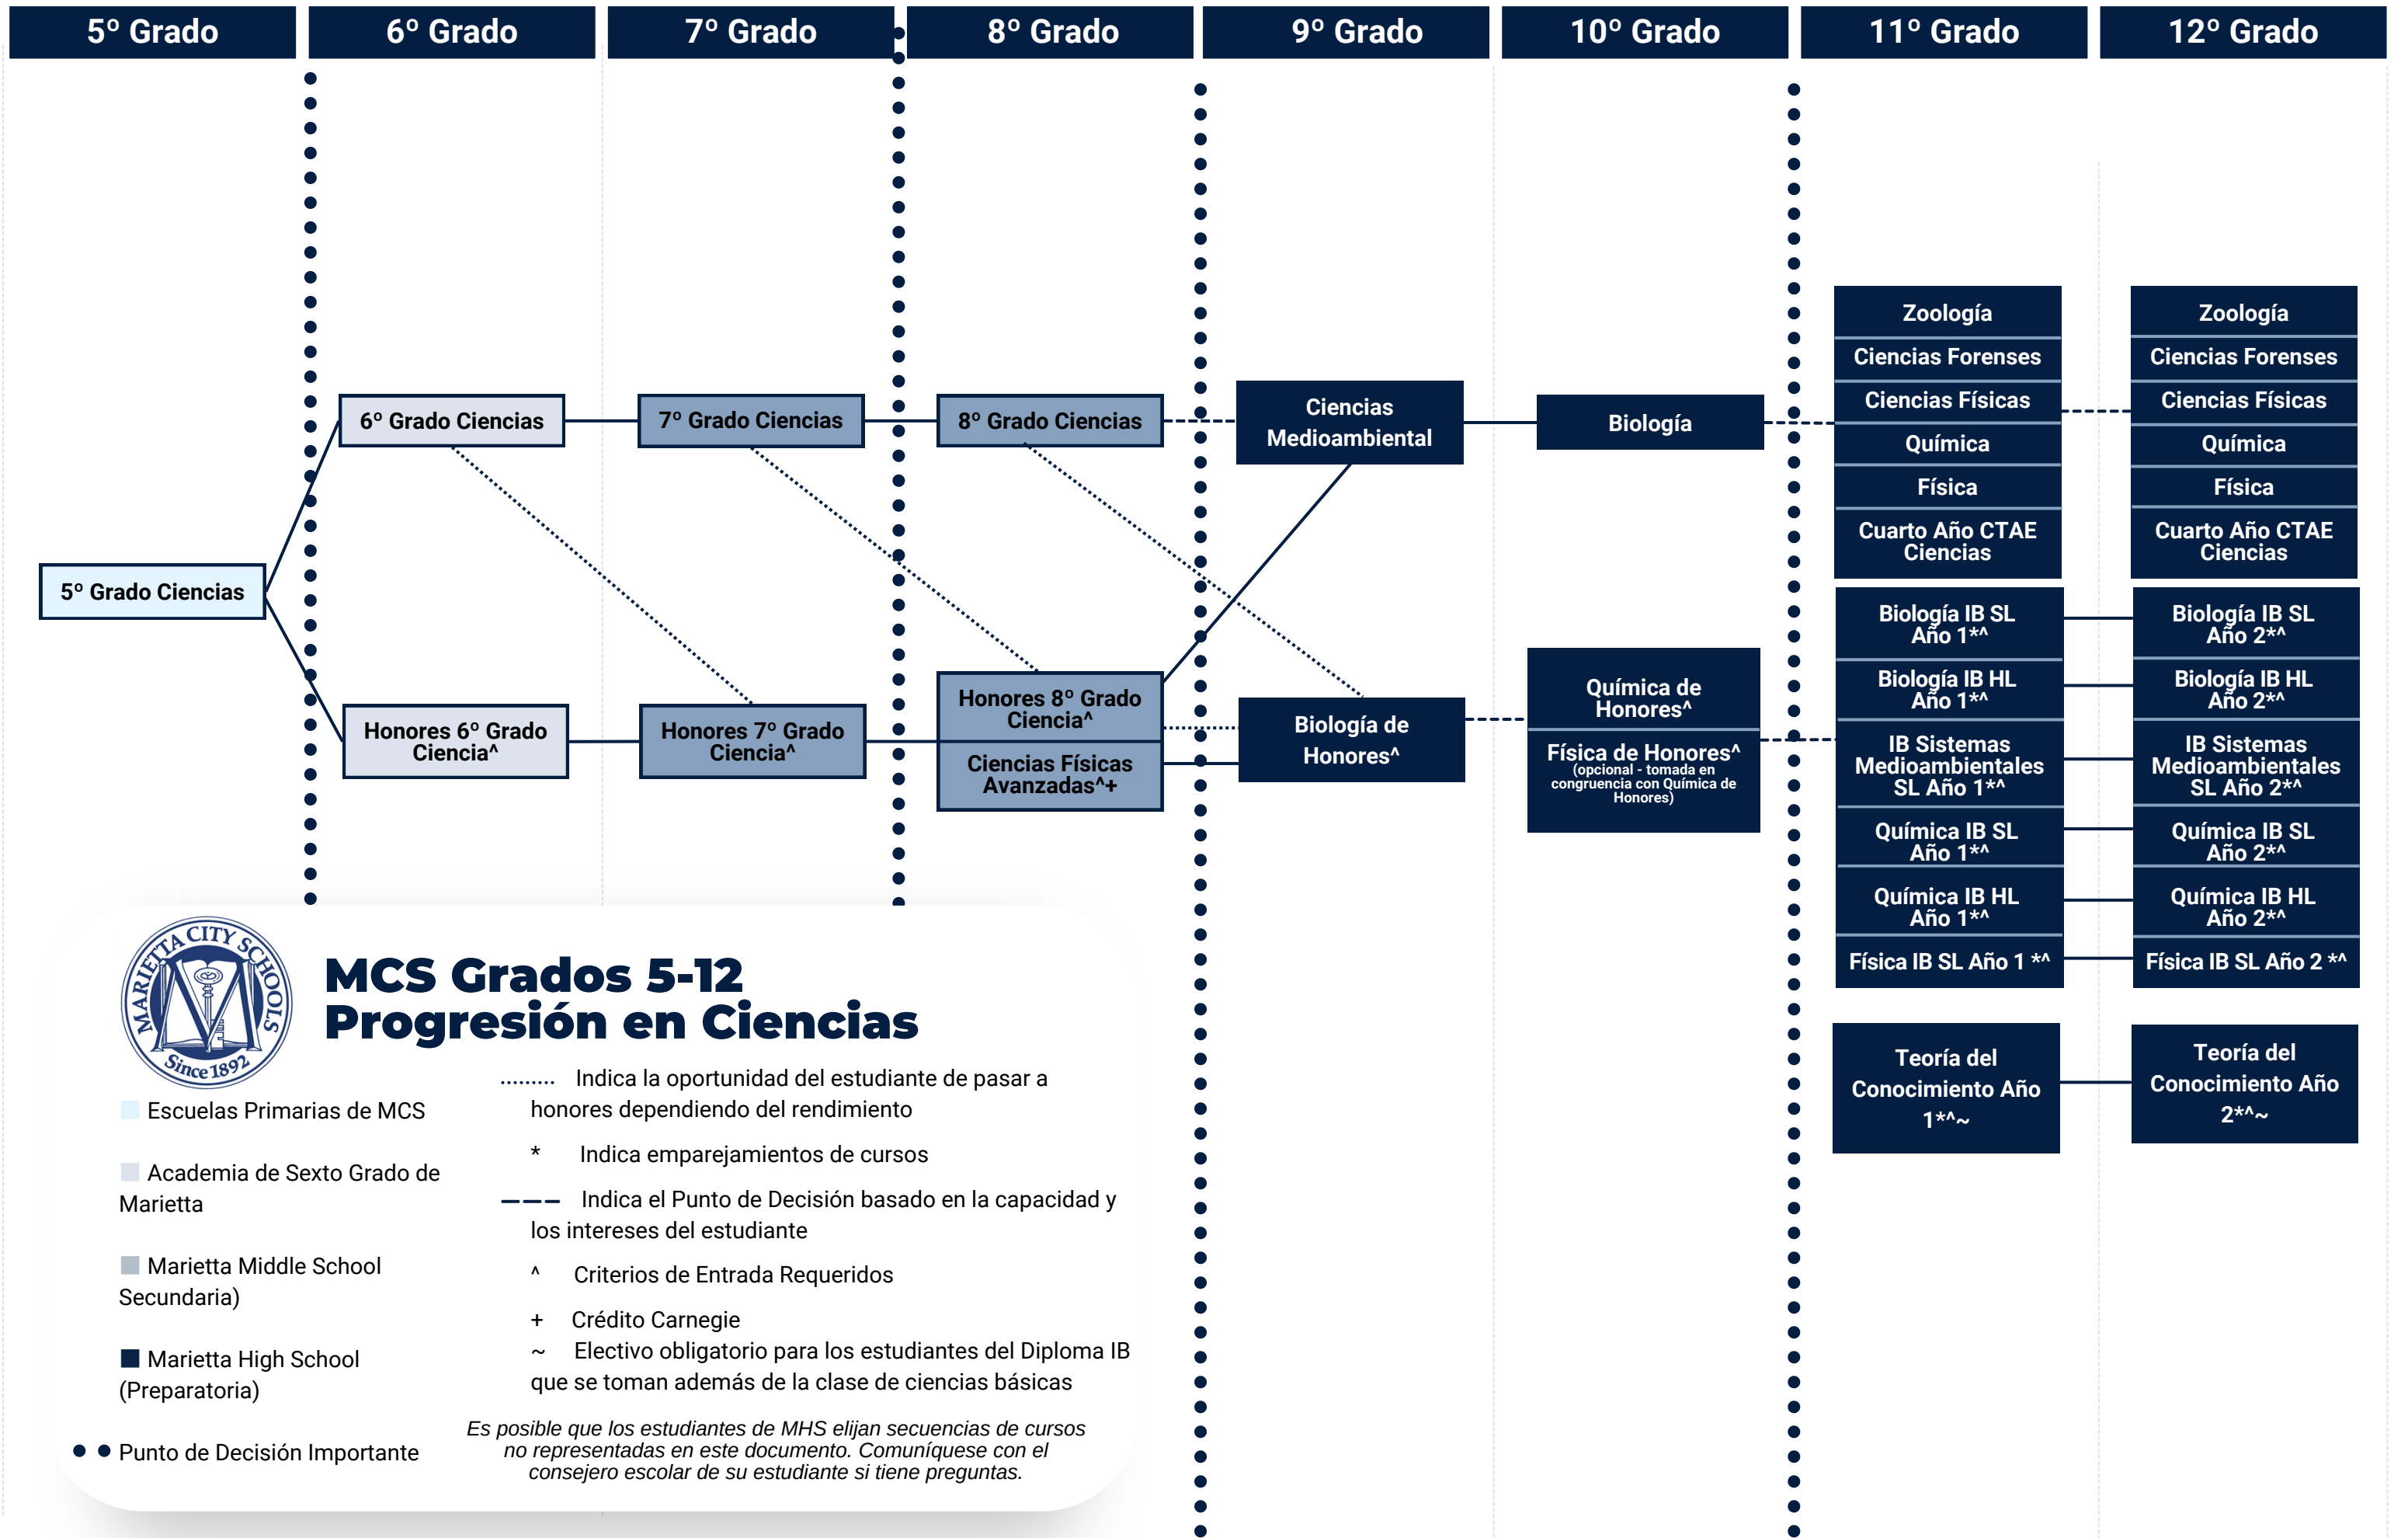 5º Grado
6º Grado
7º Grado
8º Grado
9º Grado
10º Grado
11º Grado
12º Grado
5º Grado Ciencias
6º Grado Ciencias
Honores 6º Grado
Ciencia^
7º Grado Ciencias
Honores 7º Grado
Ciencia^
8º Grado Ciencias
Honores 8º Grado
Ciencia^
Ciencias Físicas
Avanzadas^+
Ciencias
Medioambiental
Biología de
Honores^
Biología
Química de
Honores^
Física de Honores^
(opcional - tomada en
congruencia con Química de
Honores)
Zoología
Ciencias Forenses
Ciencias Físicas
Química
Física
Cuarto Año CTAE
Ciencias
Biología IB SL
Año 1*^
Biología IB HL
Año 1*^
IB Sistemas
Medioambientales
SL Año 1*^
Química IB SL
Año 1*^
Química IB HL
Año 1*^
Física IB SL Año 1 *^
Teoría del
Conocimiento Año
1*^~
Zoología
Ciencias Forenses
Ciencias Físicas
Química
Física
Cuarto Año CTAE
Ciencias
Biología IB SL
Año 2*^
Biología IB HL
Año 2*^
IB Sistemas
Medioambientales
SL Año 2*^
Química IB SL
Año 2*^
Química IB HL
Año 2*^
Física IB SL Año 2 *^
Teoría del
Conocimiento Año
2*^~
MARIETTA CITY SCHOOLS
Since 1892
MCS Grados 5-12
Progresión en Ciencias
Escuelas Primarias de MCS
Academia de Sexto Grado de
Marietta
Marietta Middle School
Secundaria)
Marietta High School
(Preparatoria)
Punto de Decisión Importante
Indica la oportunidad del estudiante de pasar a
honores dependiendo del rendimiento
* Indica emparejamientos de cursos
Indica el Punto de Decisión basado en la capacidad y
los intereses del estudiante
^ Criterios de Entrada Requeridos
+ Crédito Carnegie
~ Electivo obligatorio para los estudiantes del Diploma IB
que se toman además de la clase de ciencias básicas
Es posible que los estudiantes de MHS elijan secuencias de cursos
no representadas en este documento. Comuníquese con el
consejero escolar de su estudiante si tiene preguntas.